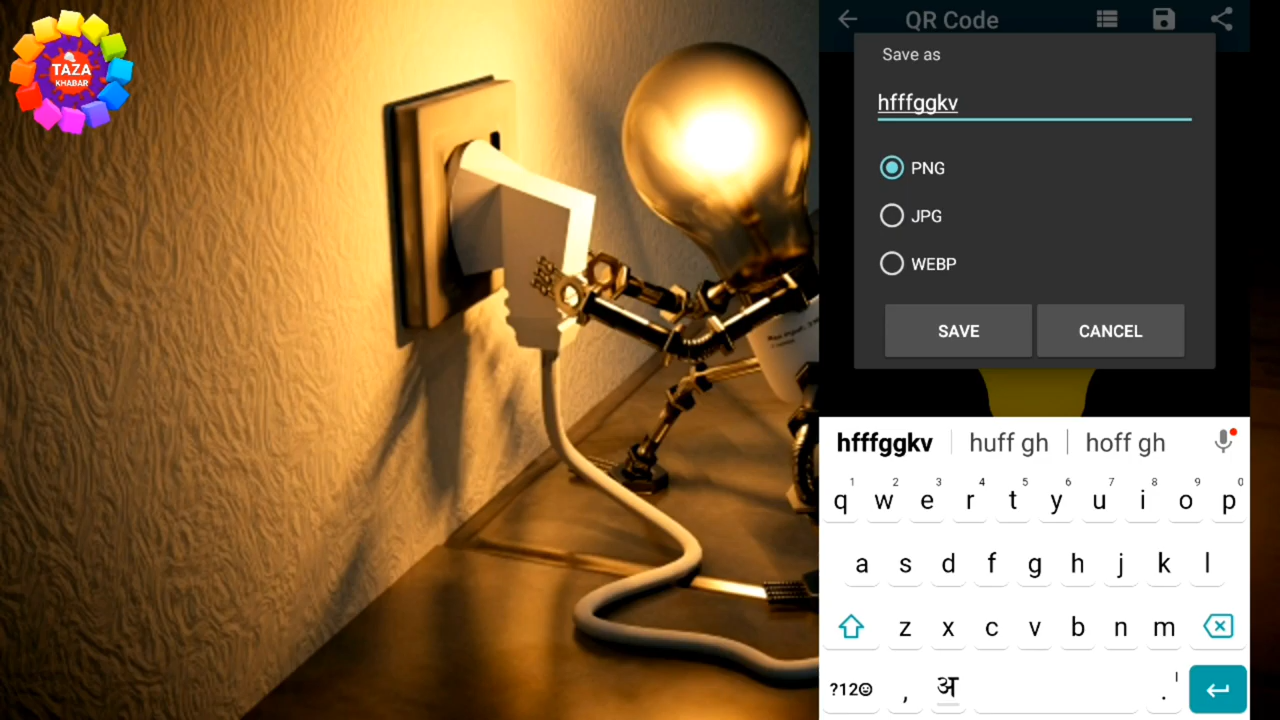 TAZA
KHABAR
QR Code
Save as
hfffggkv
PNG
JPG
WEBP
SAVE
CANCEL
hfffggkv huff gh hoff gh
1 2 3 4 5 6 7 8 9 0
q w e r t y u i o p
a s d f g h j k l
z x c v b n m
?12 , अ .